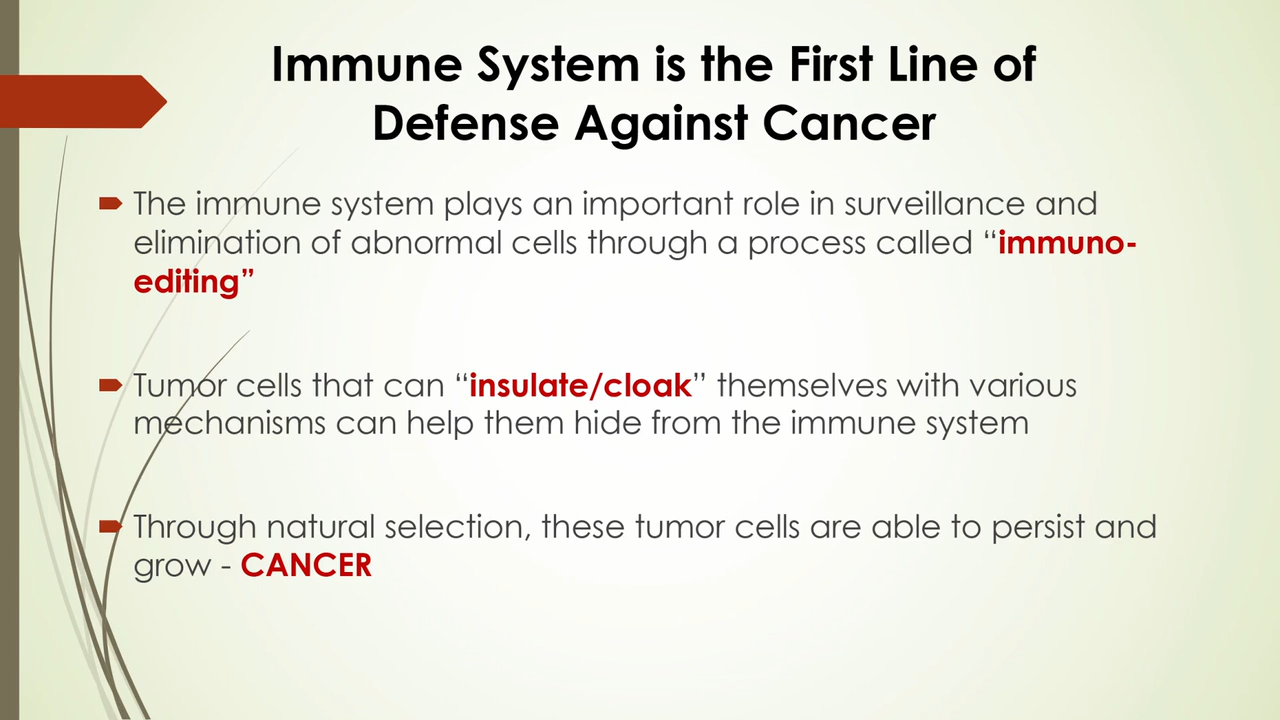 Immune System is the First Line of
Defense Against Cancer
The immune system plays an important role in surveillance and
elimination of abnormal cells through a process called “immuno-
editing”
Tumor cells that can “insulate/cloak” themselves with various
mechanisms can help them hide from the immune system
Through natural selection, these tumor cells are able to persist and
grow - CANCER